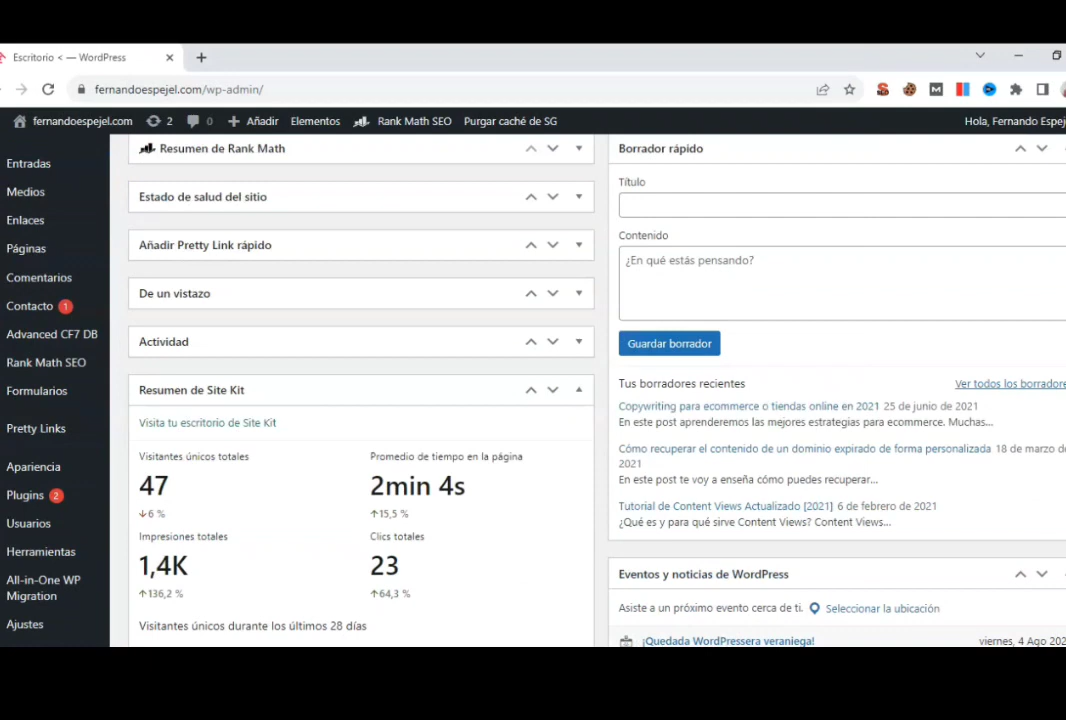 Escritorio < — WordPress
fernandoespejel.com/wp-admin/
fernandoespejel.com 2 0 Añadir Elementos Rank Math SEO Purgar caché de SG Hola, Fernando
Entradas
Medios
Enlaces
Páginas
Comentarios
Contacto 1
Advanced CF7 DB
Rank Math SEO
Formularios
Pretty Links
Apariencia
Plugins 2
Usuarios
Herramientas
All-in-One WP
Migration
Ajustes
Resumen de Rank Math
Estado de salud del sitio
Añadir Pretty Link rápido
De un vistazo
Actividad
Resumen de Site Kit
Visita tu escritorio de Site Kit
Visitantes únicos totales
47
↓6 %
Promedio de tiempo en la página
2min 4s
↑15,5 %
Impresiones totales
1,4K
↑136,2 %
Clics totales
23
↑64,3 %
Visitantes únicos durante los últimos 28 días
Borrador rápido
Título
Contenido
¿En qué estás pensando?
Guardar borrador
Tus borradores recientes
Ver todos los borradores
Copywriting para ecommerce o tiendas online en 2021 25 de junio de 2021
En este post aprenderemos las mejores estrategias para ecommerce. Muchas...
Cómo recuperar el contenido de un dominio expirado de forma personalizada 18 de marzo de
2021
En este post te voy a enseña cómo puedes recuperar...
Tutorial de Content Views Actualizado [2021] 6 de febrero de 2021
¿Qué es y para qué sirve Content Views? Content Views...
Eventos y noticias de WordPress
Asiste a un próximo evento cerca de ti. Seleccionar la ubicación
¡Quedada WordPressera veraniega! viernes, 4 Ago